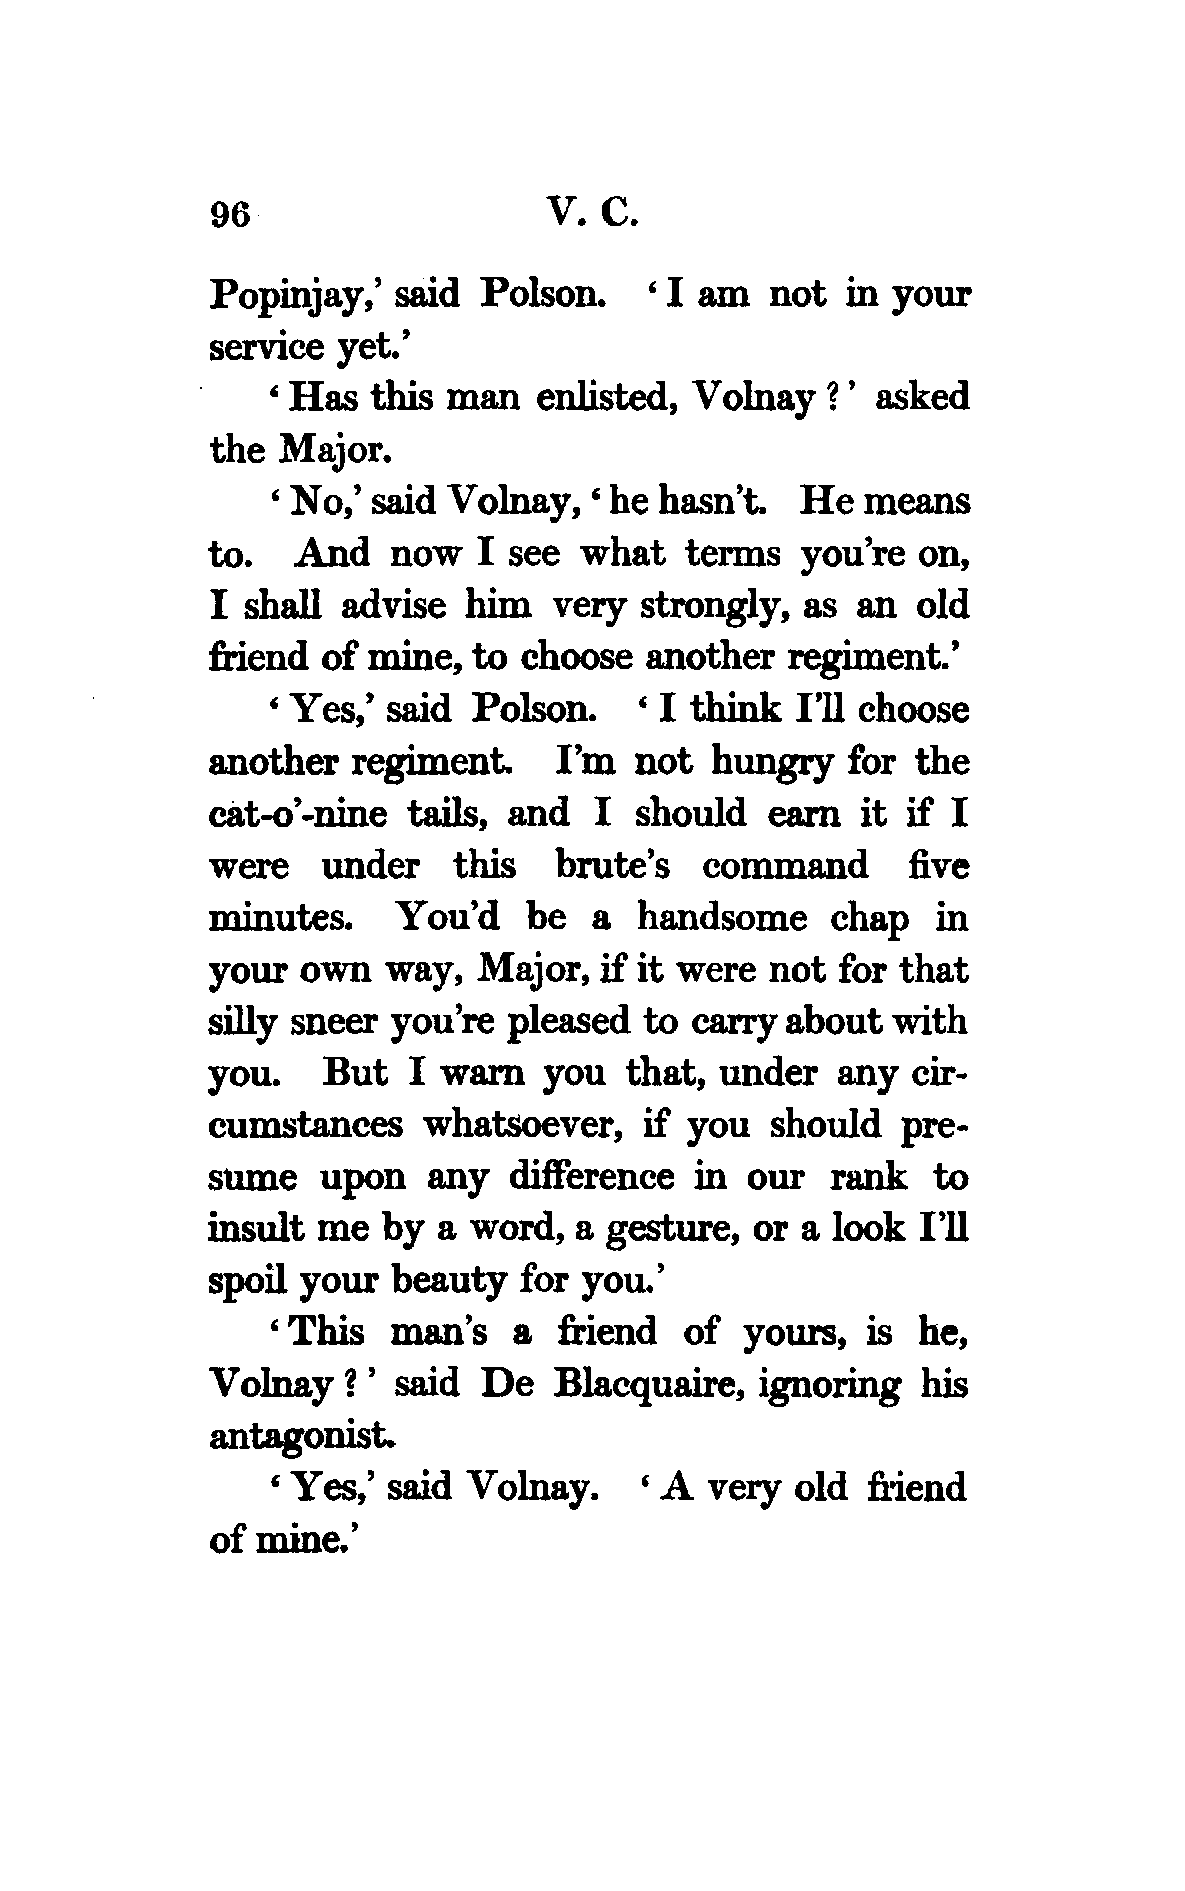 96 V. C.
Popinjay,’ said Polson. ‘ I am not in your
service yet.’
‘ Has this man enlisted, Volnay ? ’ asked
the Major.
‘ No,’ said Volnay, ‘ he hasn’t. He means
to. And now I see what terms you’re on,
I shall advise him very strongly, as an old
friend of mine, to choose another regiment.’
‘ Yes,’ said Polson. ‘ I think I’ll choose
another regiment. I’m not hungry for the
cat-o’-nine tails, and I should earn it if I
were under this brute’s command five
minutes. You’d be a handsome chap in
your own way, Major, if it were not for that
silly sneer you’re pleased to carry about with
you. But I warn you that, under any cir-
cumstances whatsoever, if you should pre-
sume upon any difference in our rank to
insult me by a word, a gesture, or a look I’ll
spoil your beauty for you.’
‘ This man’s a friend of yours, is he,
Volnay ? ’ said De Blacquaire, ignoring his
antagonist.
‘ Yes,’ said Volnay. ‘ A very old friend
of mine.’